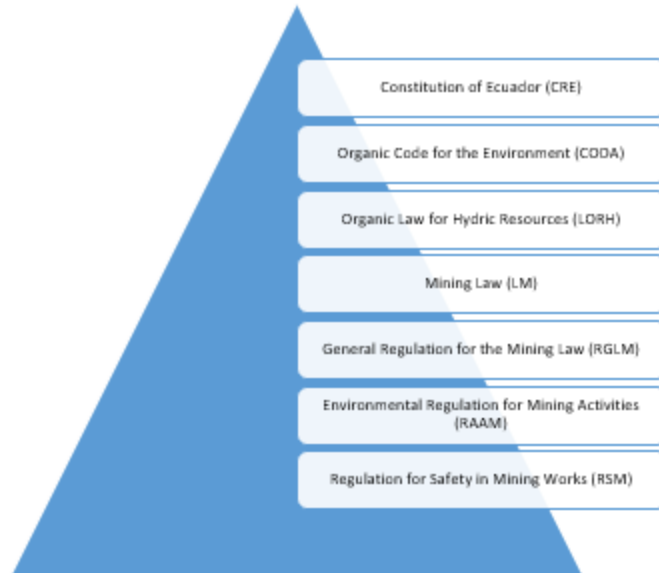 Constitution of Ecuador (CRE)
Organic Code for the Environment (COOA)
Organic Law for Hydric Resources (LORH)
Mining Law (LM)
General Regulation for the Mining Law (RGLM)
Environmental Regulation for Mining Activities
(RAAM)
Regulation for Safety in Mining Works (RSM)